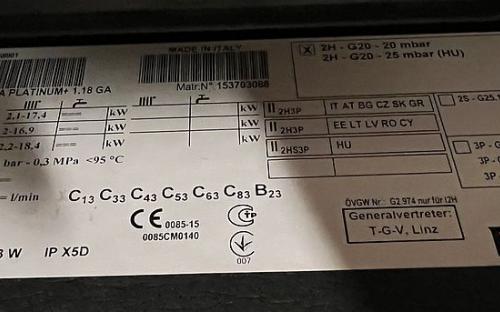 MADE IN ITALY
Matr.N° 153703088
A PLATINUM+ 1.18 GA
X 2H - G20 - 20 mbar
2H - G20 - 25 mbar (HU)
2.1-17,4 === kW kW
2-16,9 === kW kW
2.2-18,4 === kW kW
II 2H3P IT AT BG CZ SK GR
II 2H3P EE LT LV RO CY
II 2HS3P HU
2S - G25.1
3P - G
3P -
3P -
bar - 0,3 MPa <95 °C
= l/min
C13 C33 C43 C53 C63 C83 B23
CE 0085-15
0085CM0140
TP
007
W IP X5D
ÖVGW Nr.: G2.974 nur für I2H
Generalvertreter:
T-G-V, Linz